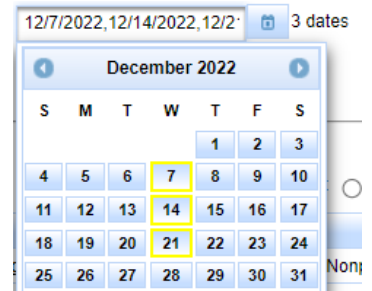 12/7/2022,12/14/2022,12/2 3 dates
December 2022
S M T W T F S
1 2 3
4 5 6 7 8 9 10
11 12 13 14 15 16 17
18 19 20 21 22 23 24
25 26 27 28 29 30 31